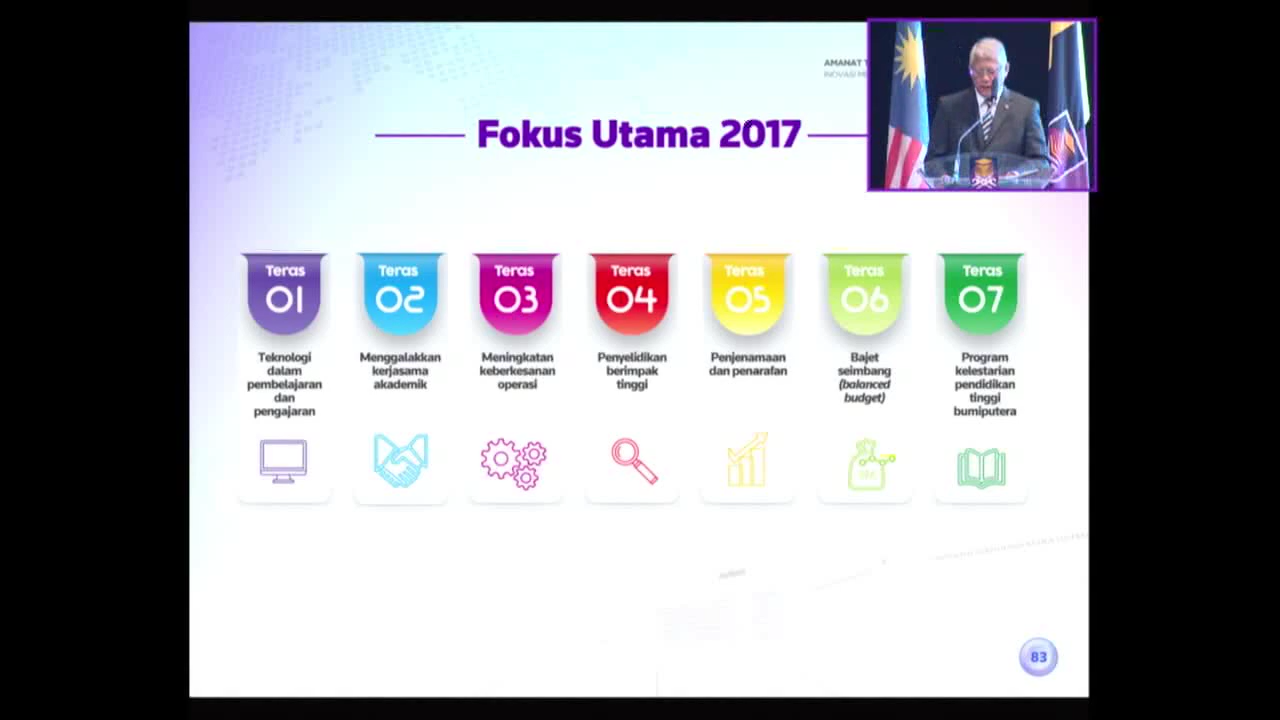 AMANAT
INOVASI
Fokus Utama 2017
Teras
01
Teknologi
dalam
pembelajaran
dan
pengajaran
Teras
02
Menggalakkan
kerjasama
akademik
Teras
03
Meningkatan
keberkesanan
operasi
Teras
04
Penyelidikan
berimpak
tinggi
Teras
05
Penjenamaan
dan penarafan
Teras
06
Bajet
seimbang
(balanced
budget)
Teras
07
Program
kelestarian
pendidikan
tinggi
bumiputera
83